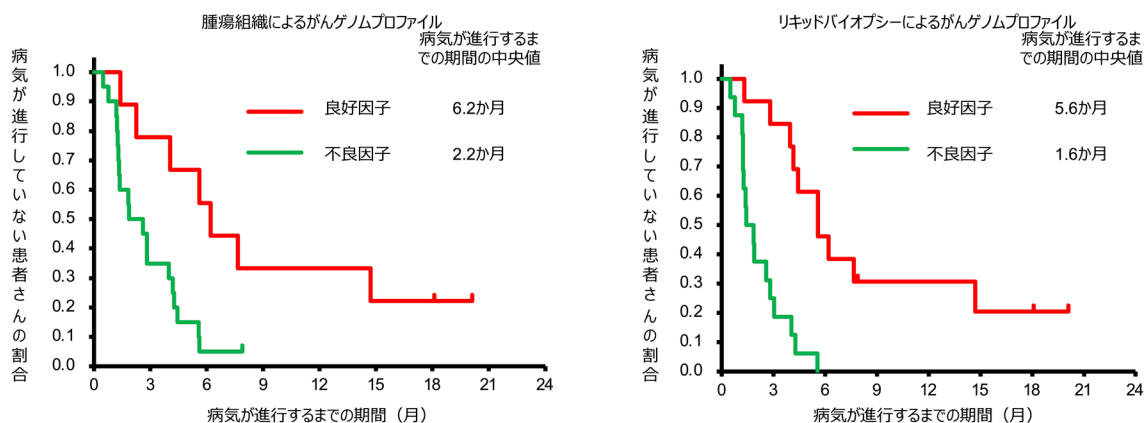 腫瘍組織によるがんゲノムプロファイル
病気が進行するま
での期間の中央値
病気が進行していない患者さんの割合
1.0
0.9
0.8
0.7
0.6
0.5
0.4
0.3
0.2
0.1
0.0
良好因子 6.2か月
不良因子 2.2か月
0 3 6 9 12 15 18 21 24
病気が進行するまでの期間（月）
リキッドバイオプシーによるがんゲノムプロファイル
病気が進行するま
での期間の中央値
病気が進行していない患者さんの割合
1.0
0.9
0.8
0.7
0.6
0.5
0.4
0.3
0.2
0.1
0.0
良好因子 5.6か月
不良因子 1.6か月
0 3 6 9 12 15 18 21 24
病気が進行するまでの期間（月）